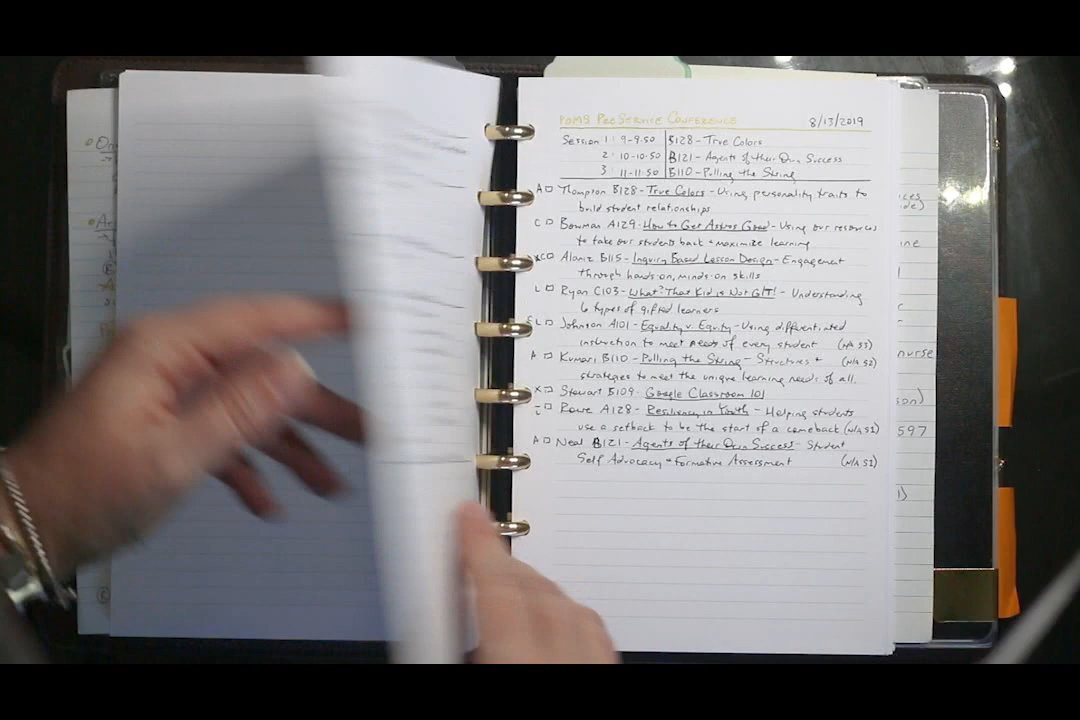 POMS PreService Conference 8/13/2019
Session 1: 9-9:50 B128 - True Colors
2: 10-10:50 B121 - Agents of their Own Success
3: 11-11:50 B110 - Pulling the String
A □ Thompson B128 - True Colors - Using personality traits to
build student relationships
C □ Bowman A129 - How to Get Astros Good - Using our resources
to take our students back + maximize learning
□ Alaniz B115 - Inquiry Based Lesson Design - Engagement
through hands-on, minds-on skills
L □ Ryan C103 - What? That Kid is Not G/T! - Understanding
6 types of gifted learners
□ Johnson A101 - Equality v. Equity - Using differentiated
instruction to meet needs of every student (N/A S3)
A □ Kumari B110 - Pulling the String - Structures + (N/A S2)
strategies to meet the unique learning needs of all.
□ Stewart B109 - Google Classroom 101
□ Rowe A128 - Resiliency in Youth - Helping students
use a setback to be the start of a comeback (N/A S1)
A □ Neal B121 - Agents of their Own Success - Student
Self Advocacy + Formative Assessment (N/A S1)
597